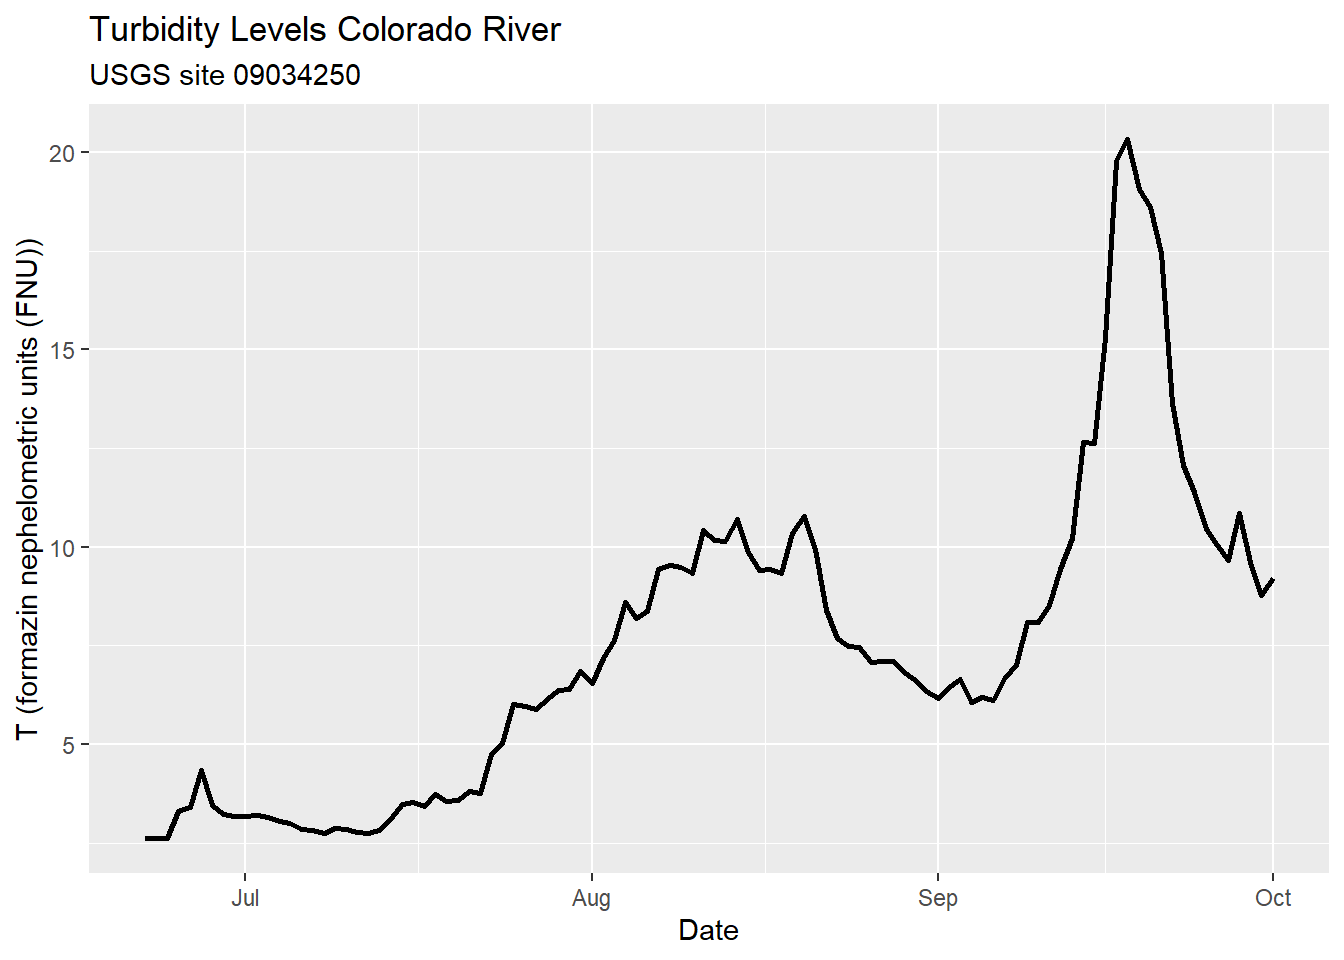 Turbidity Levels Colorado River
USGS site 09034250
T (formazin nephelometric units (FNU))
20
15
10
5
Jul
Aug
Sep
Oct
Date